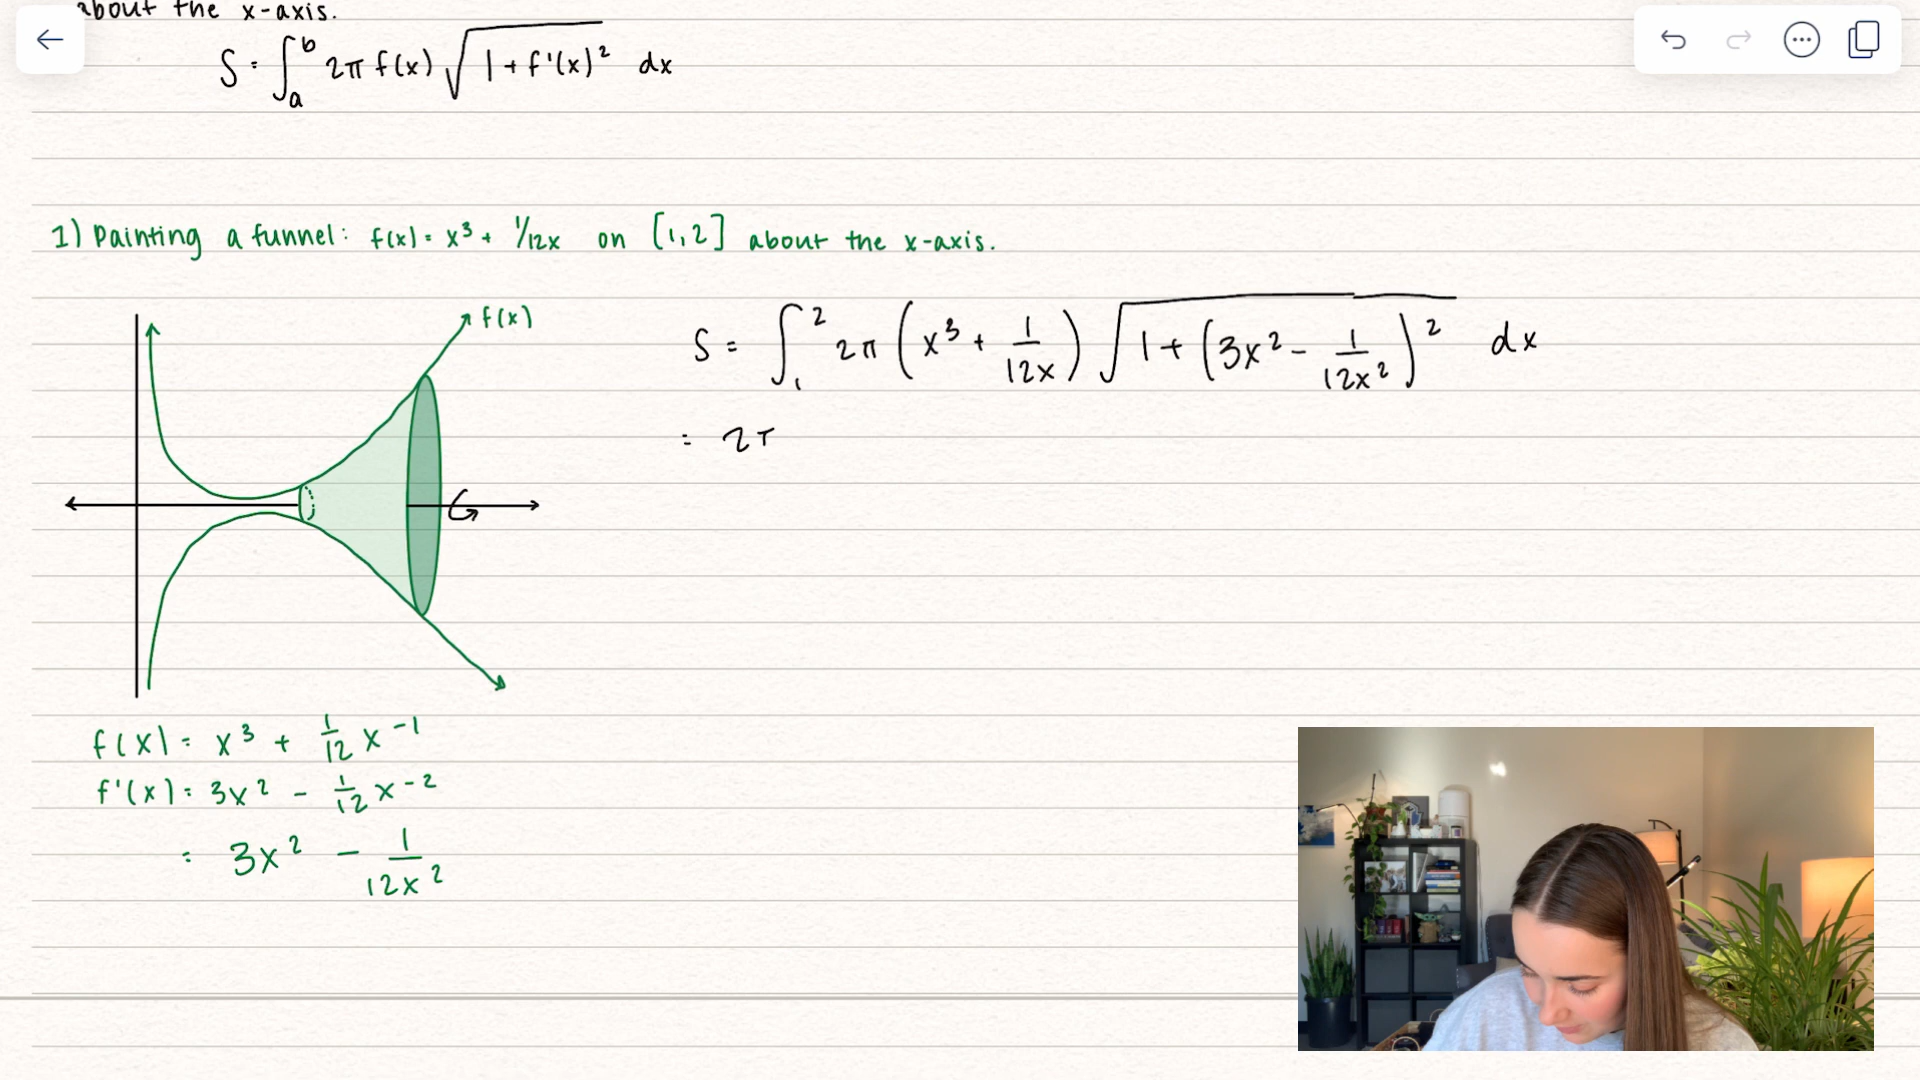 about the x-axis.
S = ∫_a^b 2π f(x) √(1 + f'(x)²) dx
1) Painting a funnel: f(x) = x³ + 1/12x on [1,2] about the x-axis.
f(x)
S = ∫_1^2 2π (x³ + 1/(12x)) √(1 + (3x² - 1/(12x²))²) dx
= 2π
f(x) = x³ + 1/12 x⁻¹
f'(x) = 3x² - 1/12 x⁻²
= 3x² - 1/(12x²)